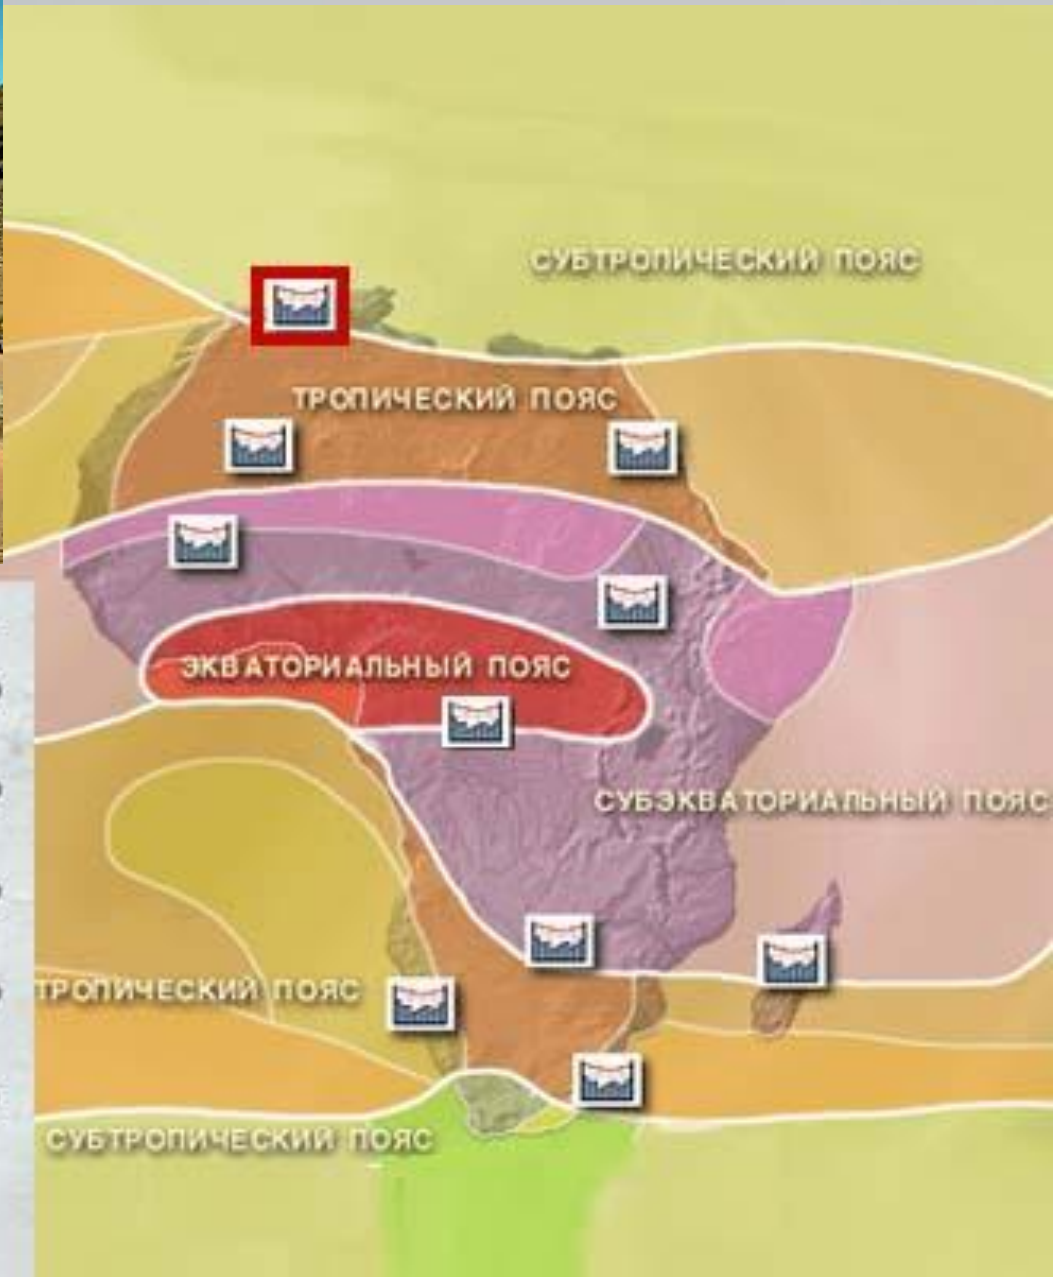 СУБТРОПИЧЕСКИЙ ПОЯС
ТРОПИЧЕСКИЙ ПОЯС
ЭКВАТОРИАЛЬНЫЙ ПОЯС
СУБЭКВАТОРИАЛЬНЫЙ ПОЯС
ТРОПИЧЕСКИЙ ПОЯС
СУБТРОПИЧЕСКИЙ ПОЯС